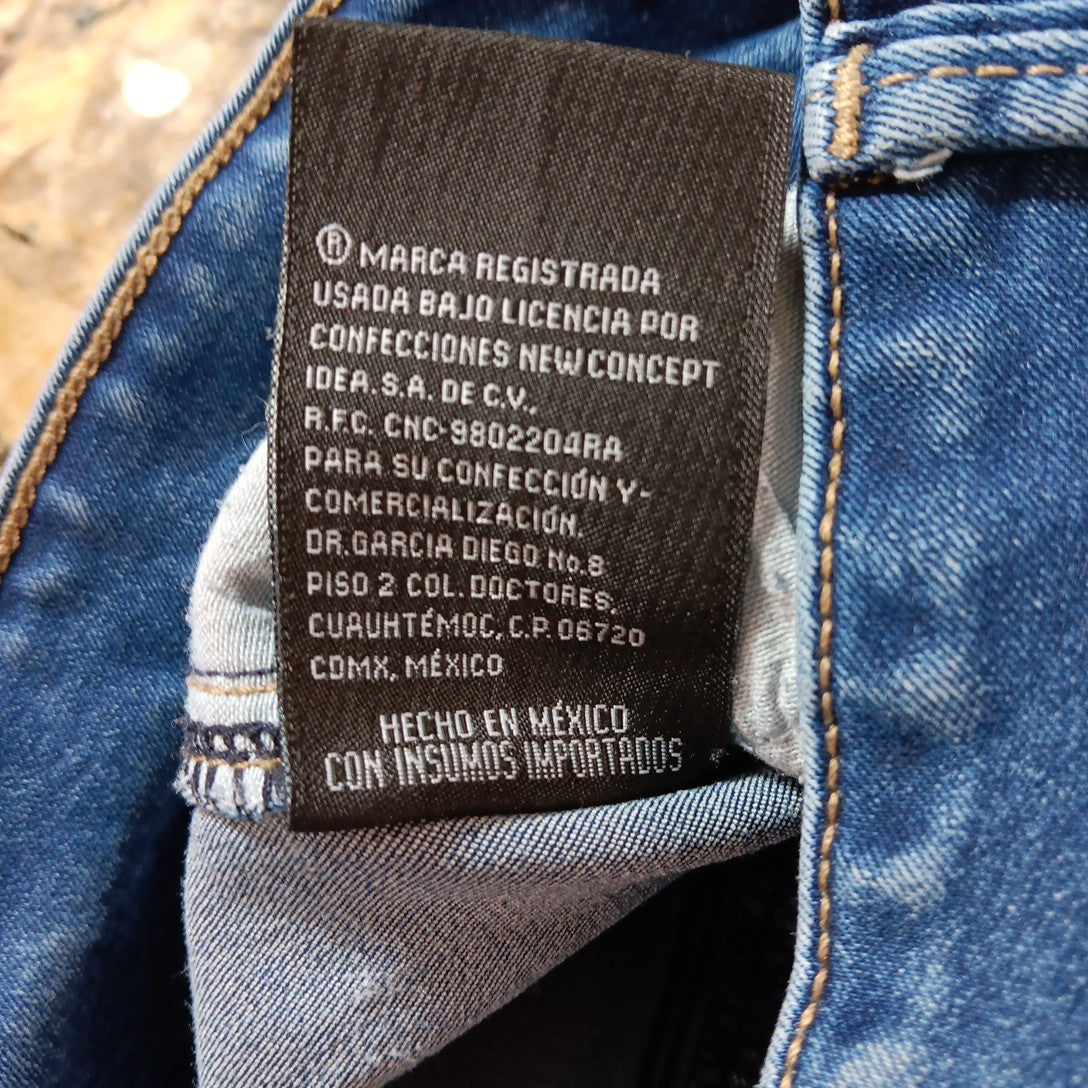 ® MARCA REGISTRADA
USADA BAJO LICENCIA POR
CONFECCIONES NEW CONCEPT
IDEA. S.A. DE C.V..
R.F.C. CNC-9802204RA
PARA SU CONFECCIÓN Y-
COMERCIALIZACIÓN.
DR. GARCIA DIEGO No.8
PISO 2 COL. DOCTORES,
CUAUHTÉMOC, C.P. 06720
CDMX, MÉXICO
HECHO EN MÉXICO
CON INSUMOS IMPORTADOS